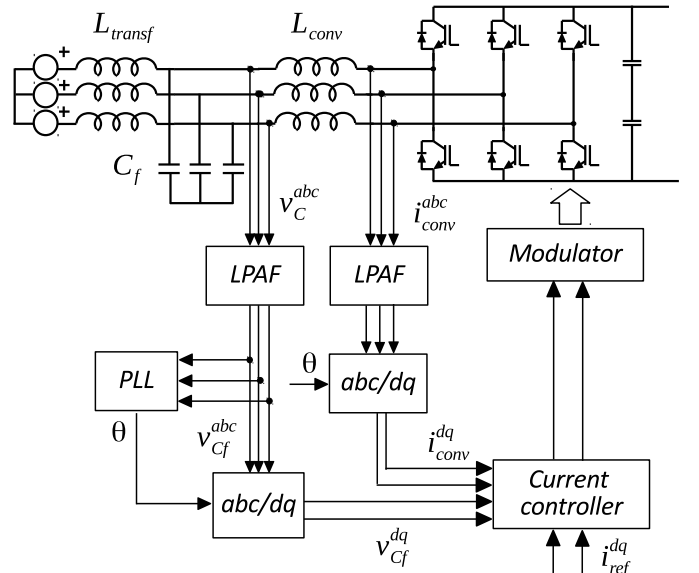 L_transf
L_conv
+
+
+
C_f
v_C^abc
i_conv^abc
LPAF
LPAF
Modulator
PLL
θ
abc/dq
θ
v_Cf^abc
i_conv^dq
abc/dq
Current
controller
v_Cf^dq
i_ref^dq